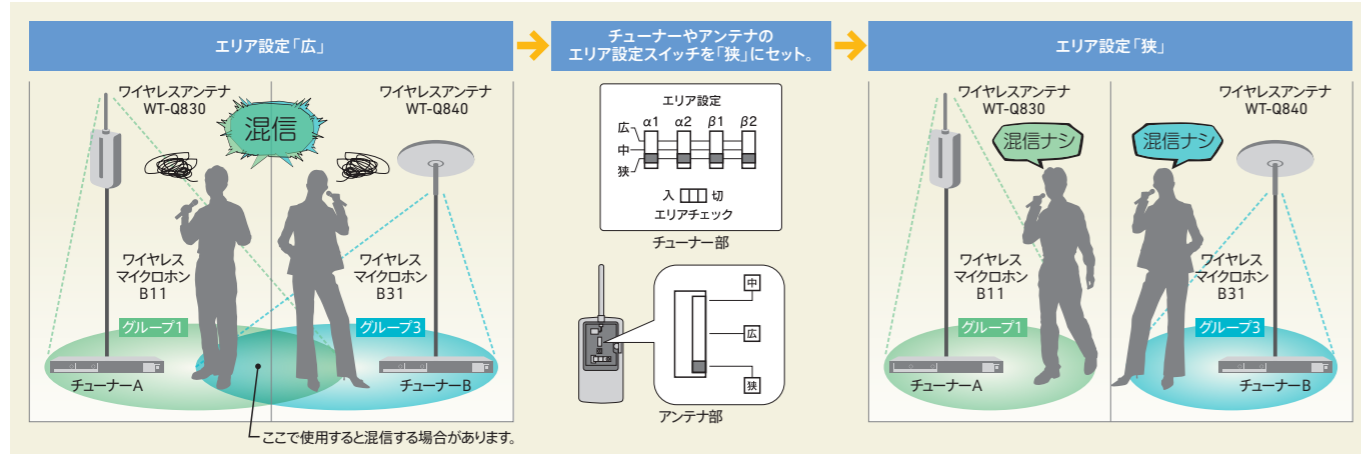 エリア設定「広」
ワイヤレスアンテナ
WT-Q830
混信
ワイヤレスアンテナ
WT-Q840
ワイヤレス
マイクロホン
B11
ワイヤレス
マイクロホン
B31
グループ1
グループ3
チューナーA
チューナーB
ここで使用すると混信する場合があります。
チューナーやアンテナの
エリア設定スイッチを「狭」にセット。
エリア設定
α1 α2 β1 β2
広
中
狭
入 切
エリアチェック
チューナー部
中
広
狭
アンテナ部
エリア設定「狭」
ワイヤレスアンテナ
WT-Q830
混信ナシ
混信ナシ
ワイヤレスアンテナ
WT-Q840
ワイヤレス
マイクロホン
B11
ワイヤレス
マイクロホン
B31
グループ1
グループ3
チューナーA
チューナーB